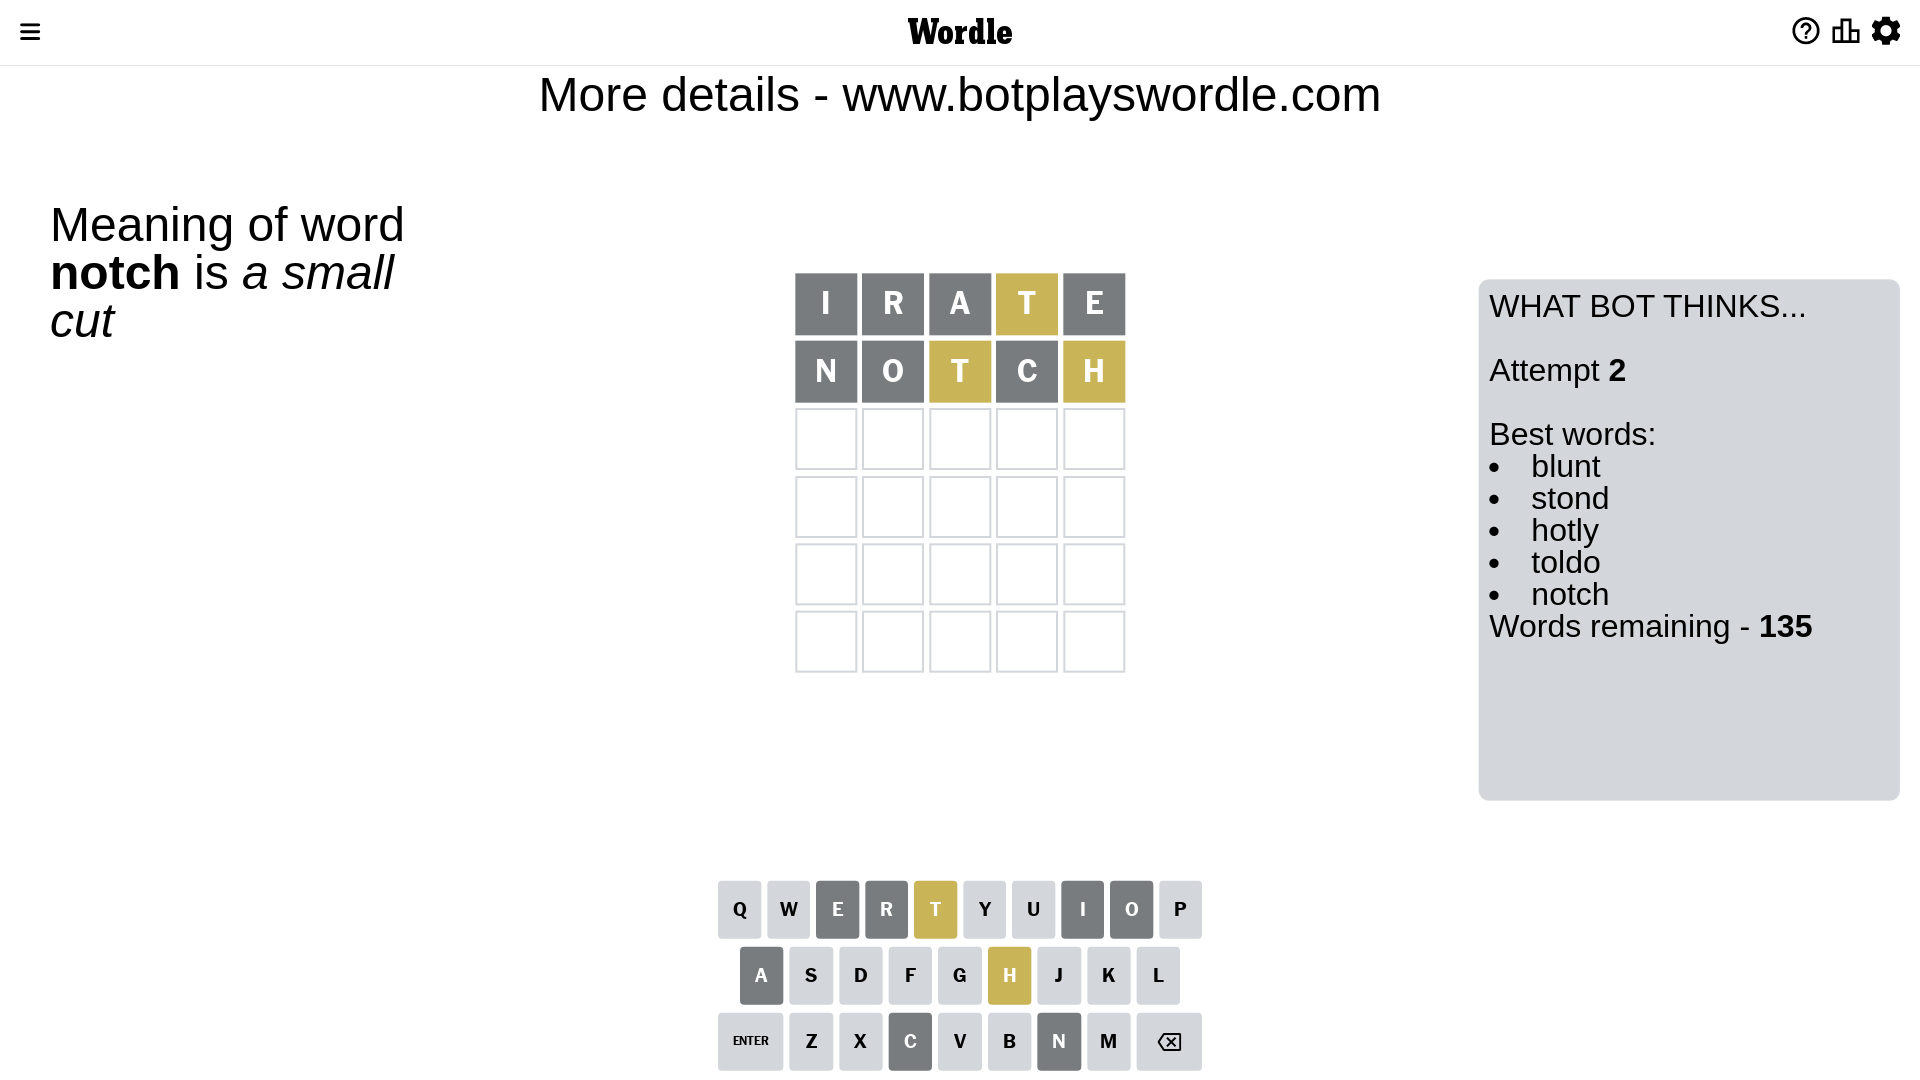 Wordle
More details - www.botplayswordle.com
Meaning of word
notch is a small
cut
I R A T E
N O T C H
WHAT BOT THINKS...
Attempt 2
Best words:
• blunt
• stond
• hotly
• toldo
• notch
Words remaining - 135
Q W E R T Y U I O P
A S D F G H J K L
ENTER Z X C V B N M